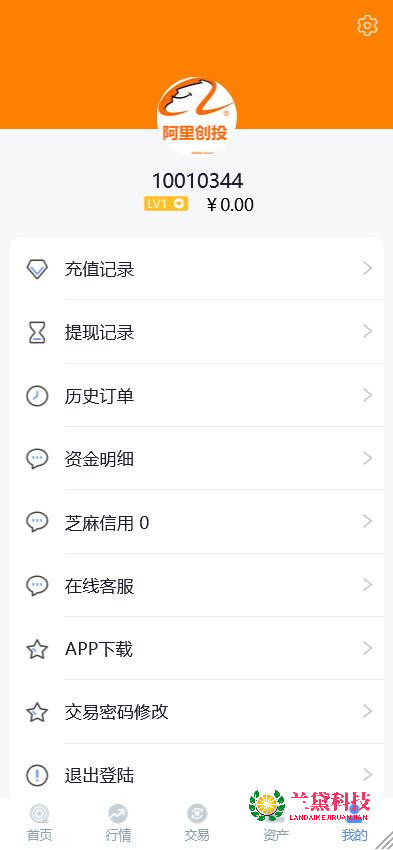 阿里创投
10010344
LV1
¥0.00
充值记录
提现记录
历史订单
资金明细
芝麻信用 0
在线客服
APP下载
交易密码修改
退出登陆
兰黛科技
LANDAIKEJIRUANJIAN
首页
行情
交易
资产
我的